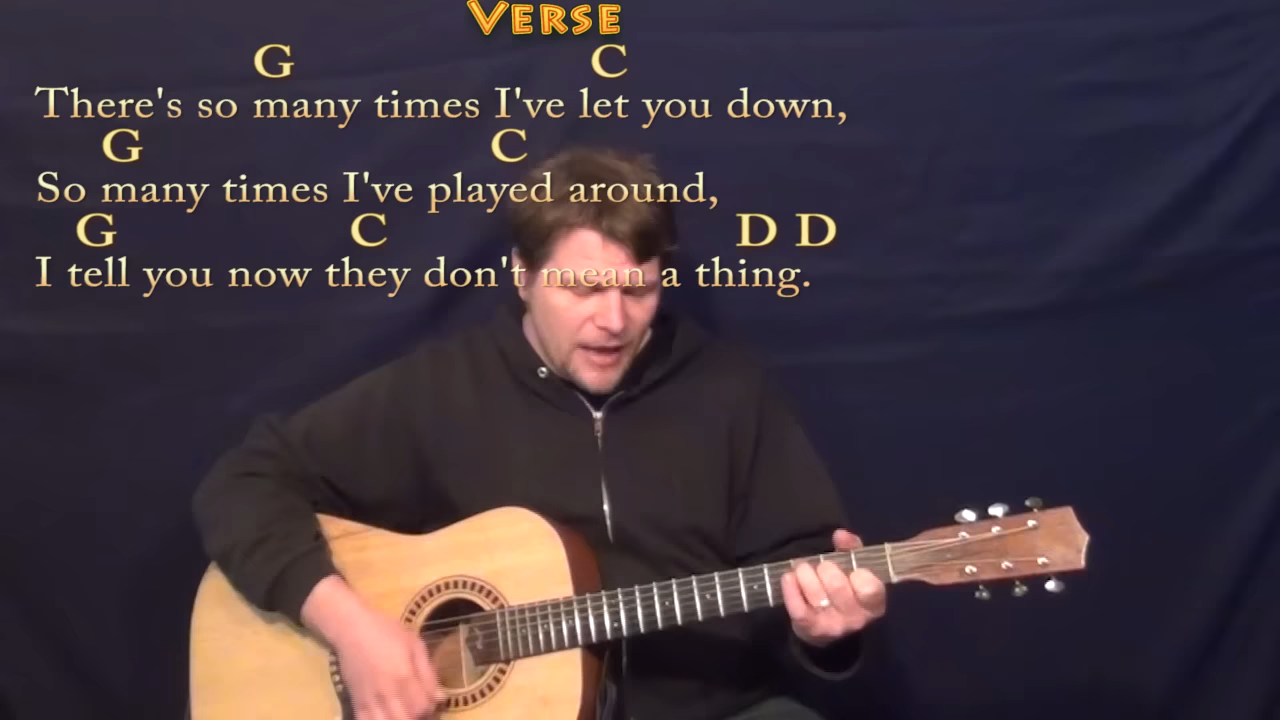 VERSE
G C
There's so many times I've let you down,
G C
So many times I've played around,
G C D D
I tell you now they don't mean a thing.